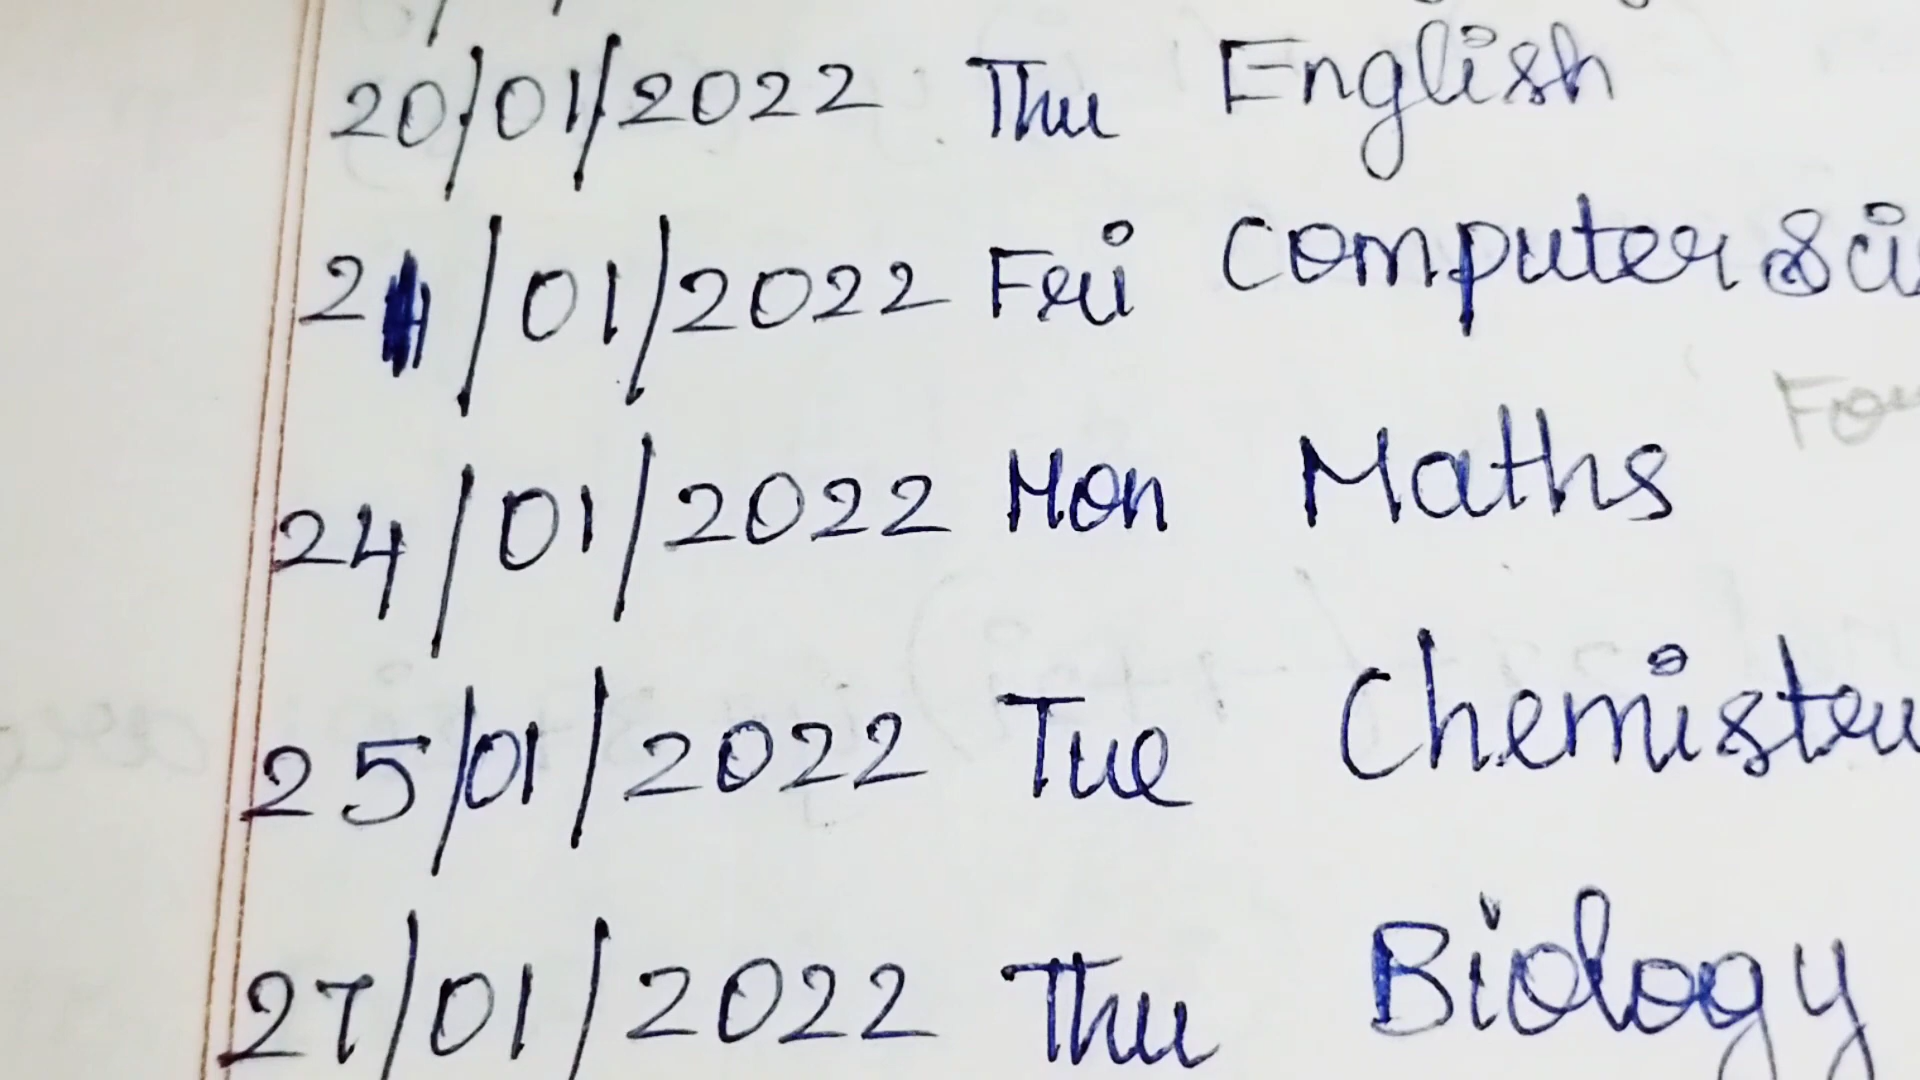 20/01/2022 Thu English
21/01/2022 Fri Computer
24/01/2022 Mon Maths
25/01/2022 Tue
27/01/2022 Thu Biology